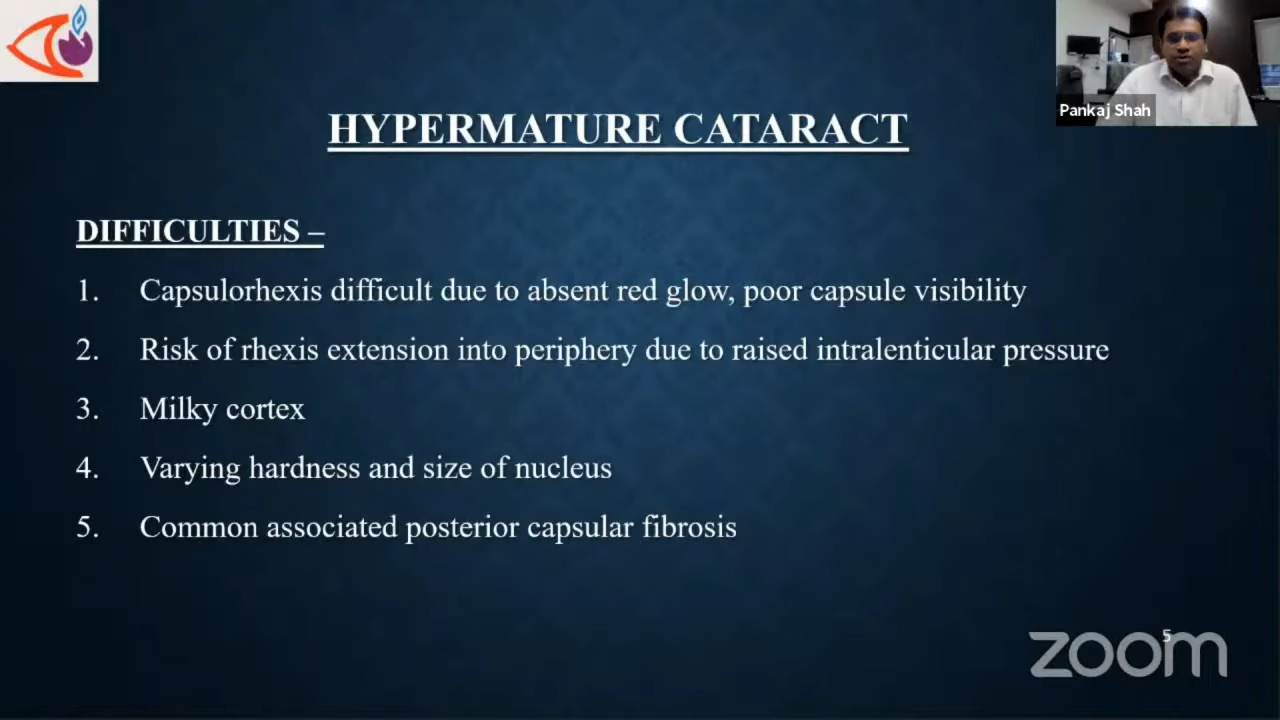 Pankaj Shah
HYPERMATURE CATARACT
DIFFICULTIES –
1. Capsulorhexis difficult due to absent red glow, poor capsule visibility
2. Risk of rhexis extension into periphery due to raised intralenticular pressure
3. Milky cortex
4. Varying hardness and size of nucleus
5. Common associated posterior capsular fibrosis
5
zoom